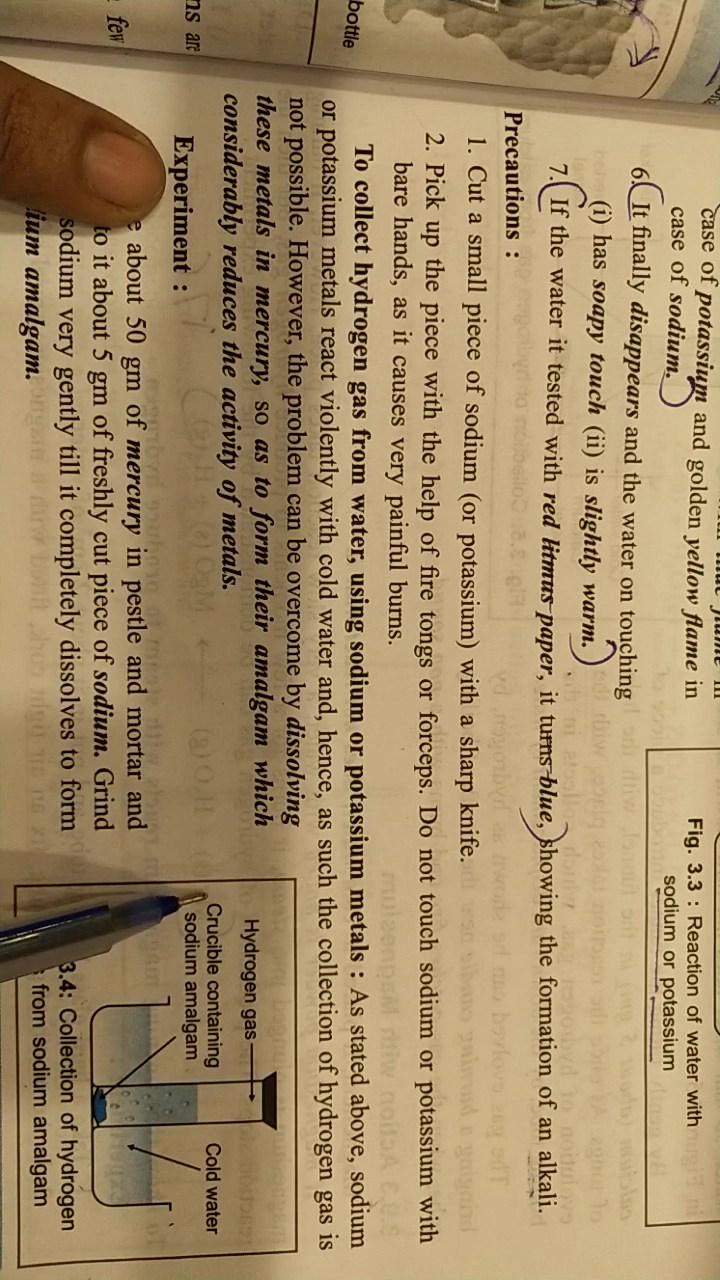 case of potassium and golden yellow flame in
case of sodium.
6. It finally disappears and the water on touching
(i) has soapy touch (ii) is slightly warm.
7. If the water it tested with red litmus paper, it turns blue, showing the formation of an alkali.
Fig. 3.3 : Reaction of water with
sodium or potassium
Precautions :
1. Cut a small piece of sodium (or potassium) with a sharp knife.
2. Pick up the piece with the help of fire tongs or forceps. Do not touch sodium or potassium with
bare hands, as it causes very painful burns.
To collect hydrogen gas from water, using sodium or potassium metals : As stated above, sodium
or potassium metals react violently with cold water and, hence, as such the collection of hydrogen gas is
not possible. However, the problem can be overcome by dissolving
these metals in mercury, so as to form their amalgam which
considerably reduces the activity of metals.
Experiment :
about 50 gm of mercury in pestle and mortar and
to it about 5 gm of freshly cut piece of sodium. Grind
sodium very gently till it completely dissolves to form
amalgam.
Hydrogen gas
Crucible containing
sodium amalgam
Cold water
3.4: Collection of hydrogen
from sodium amalgam
bottle
few